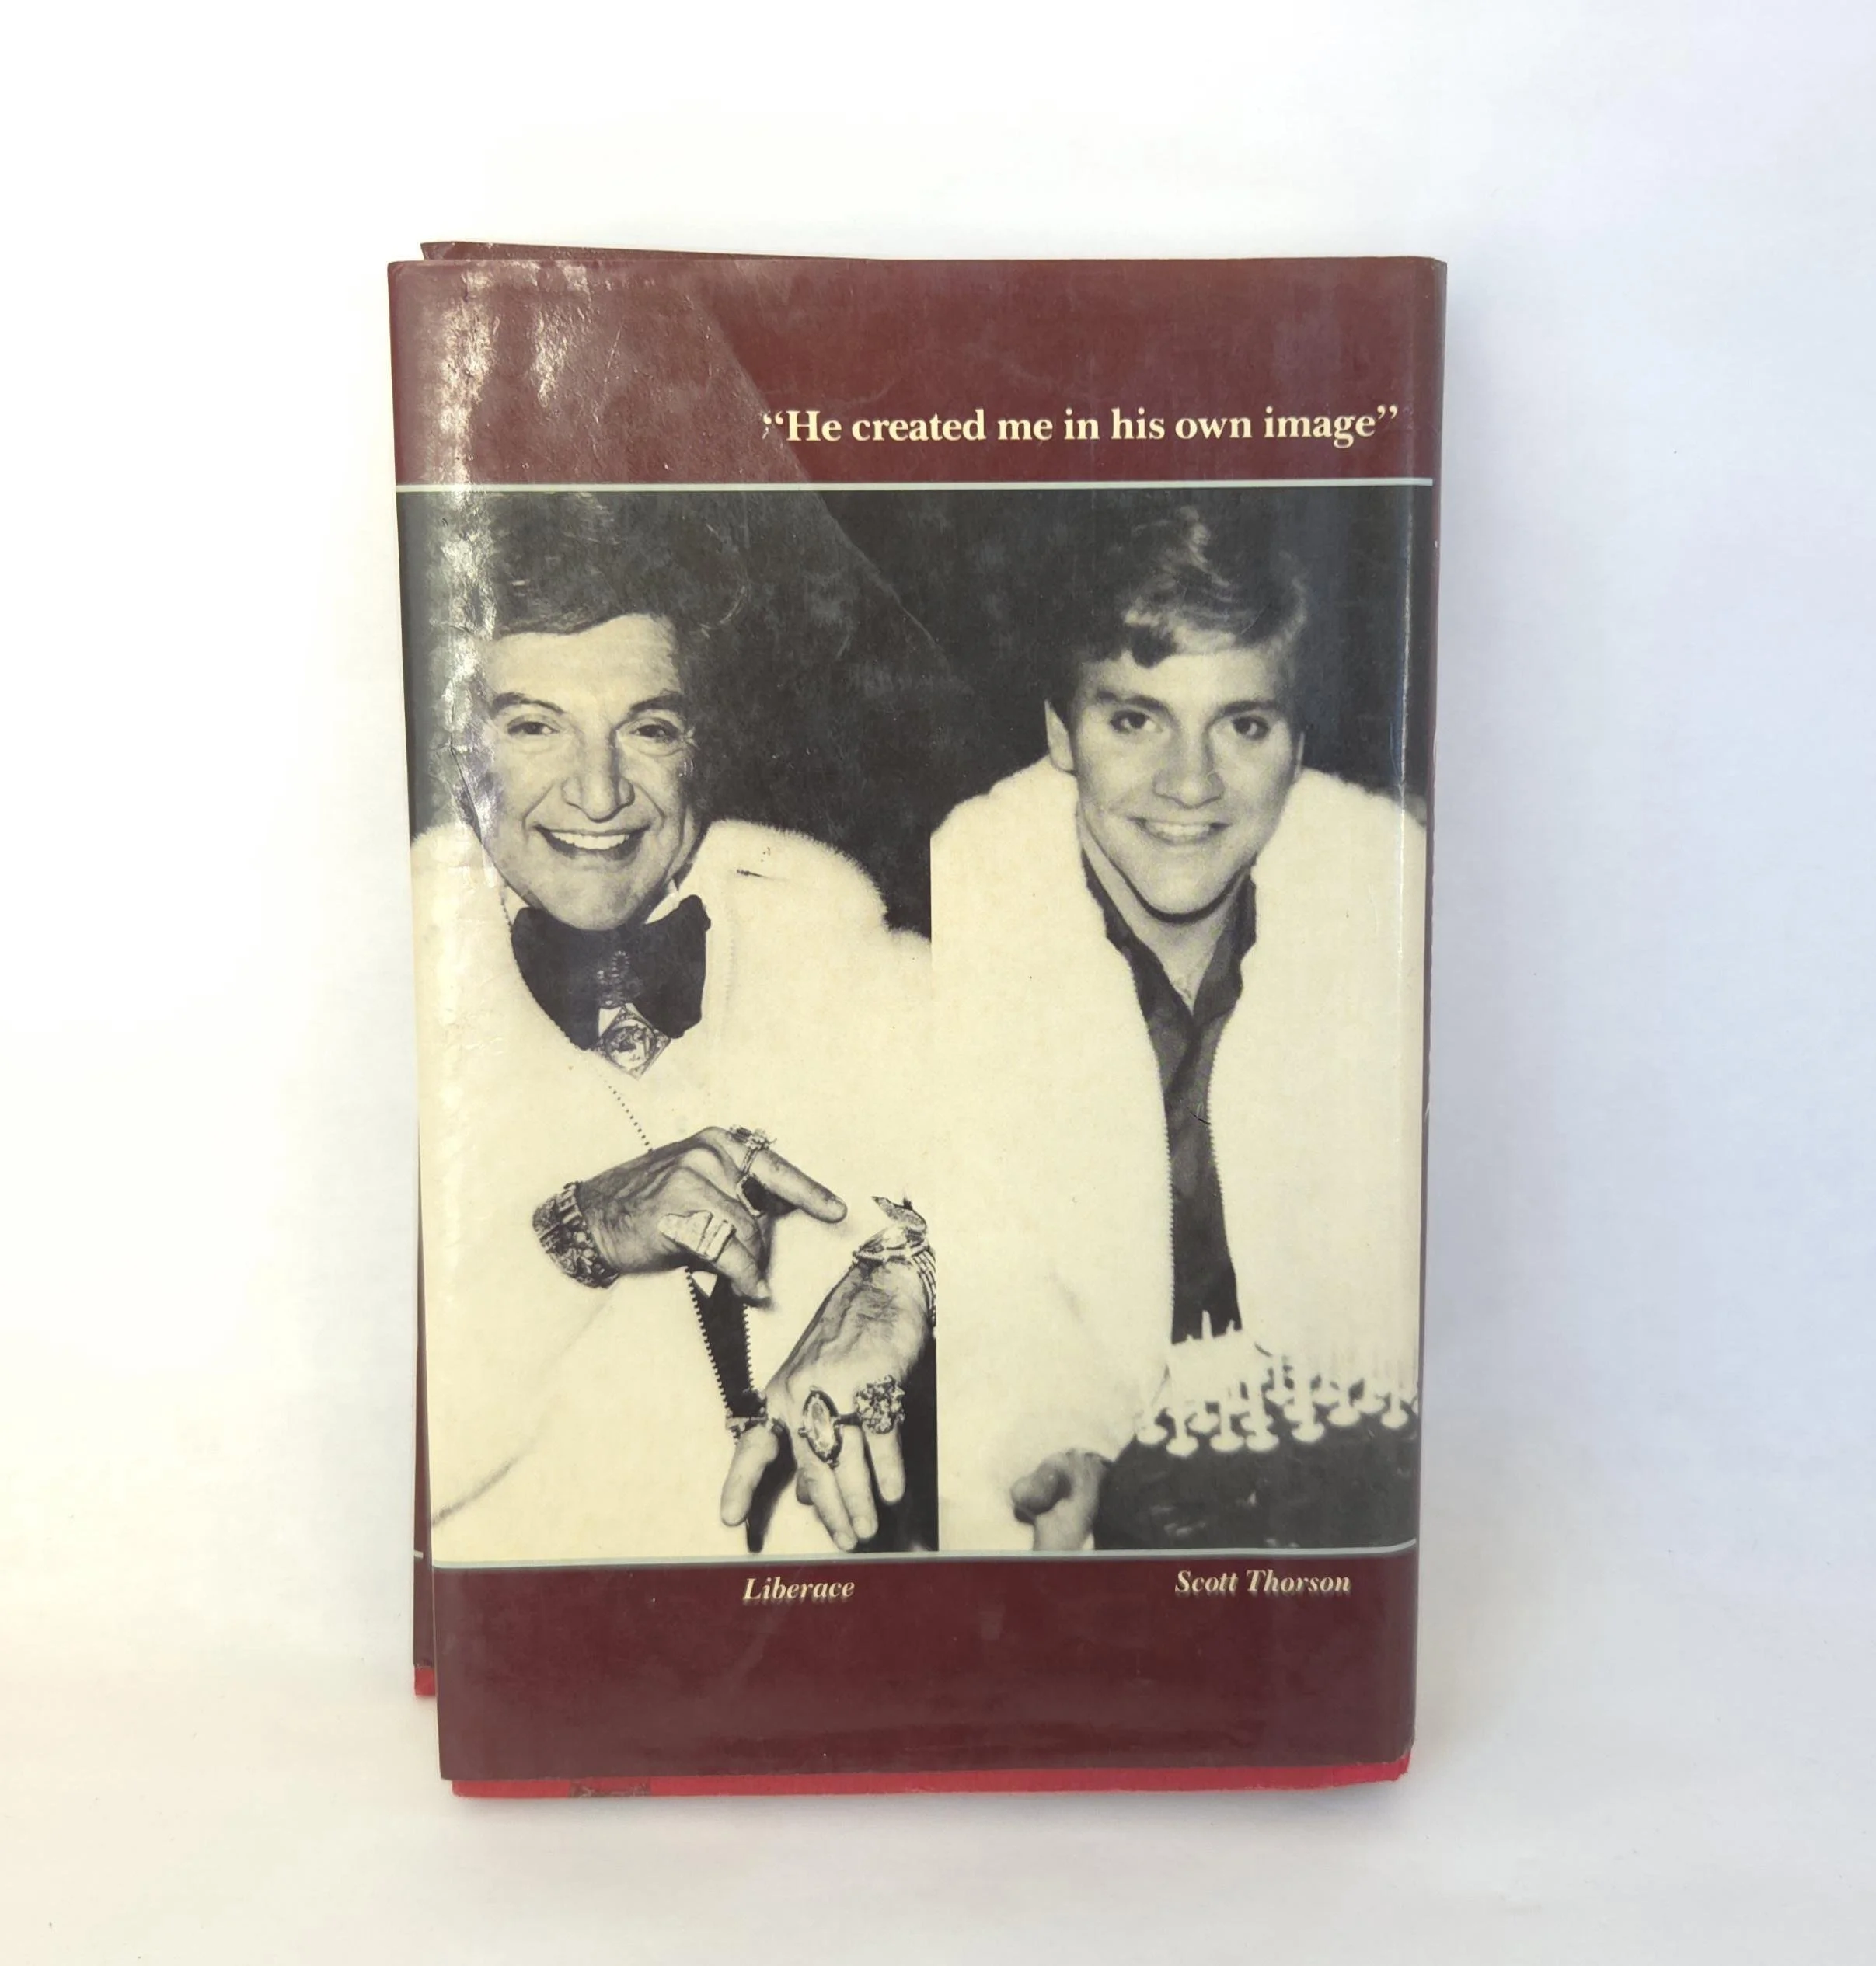 “He created me in his own image”
Liberace
Scott Thorson